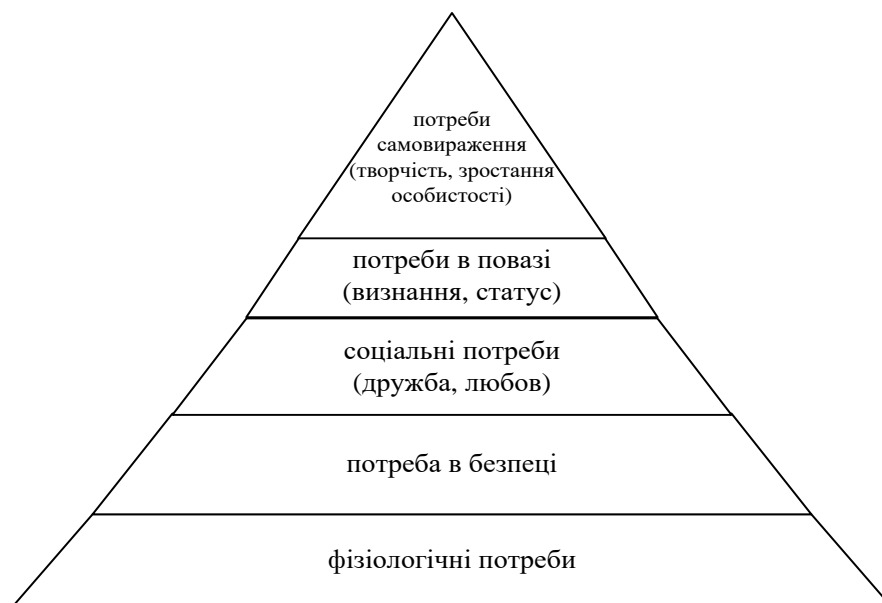 потреби
самовираження
(творчість, зростання
особистості)
потреби в повазі
(визнання, статус)
соціальні потреби
(дружба, любов)
потреба в безпеці
фізіологічні потреби